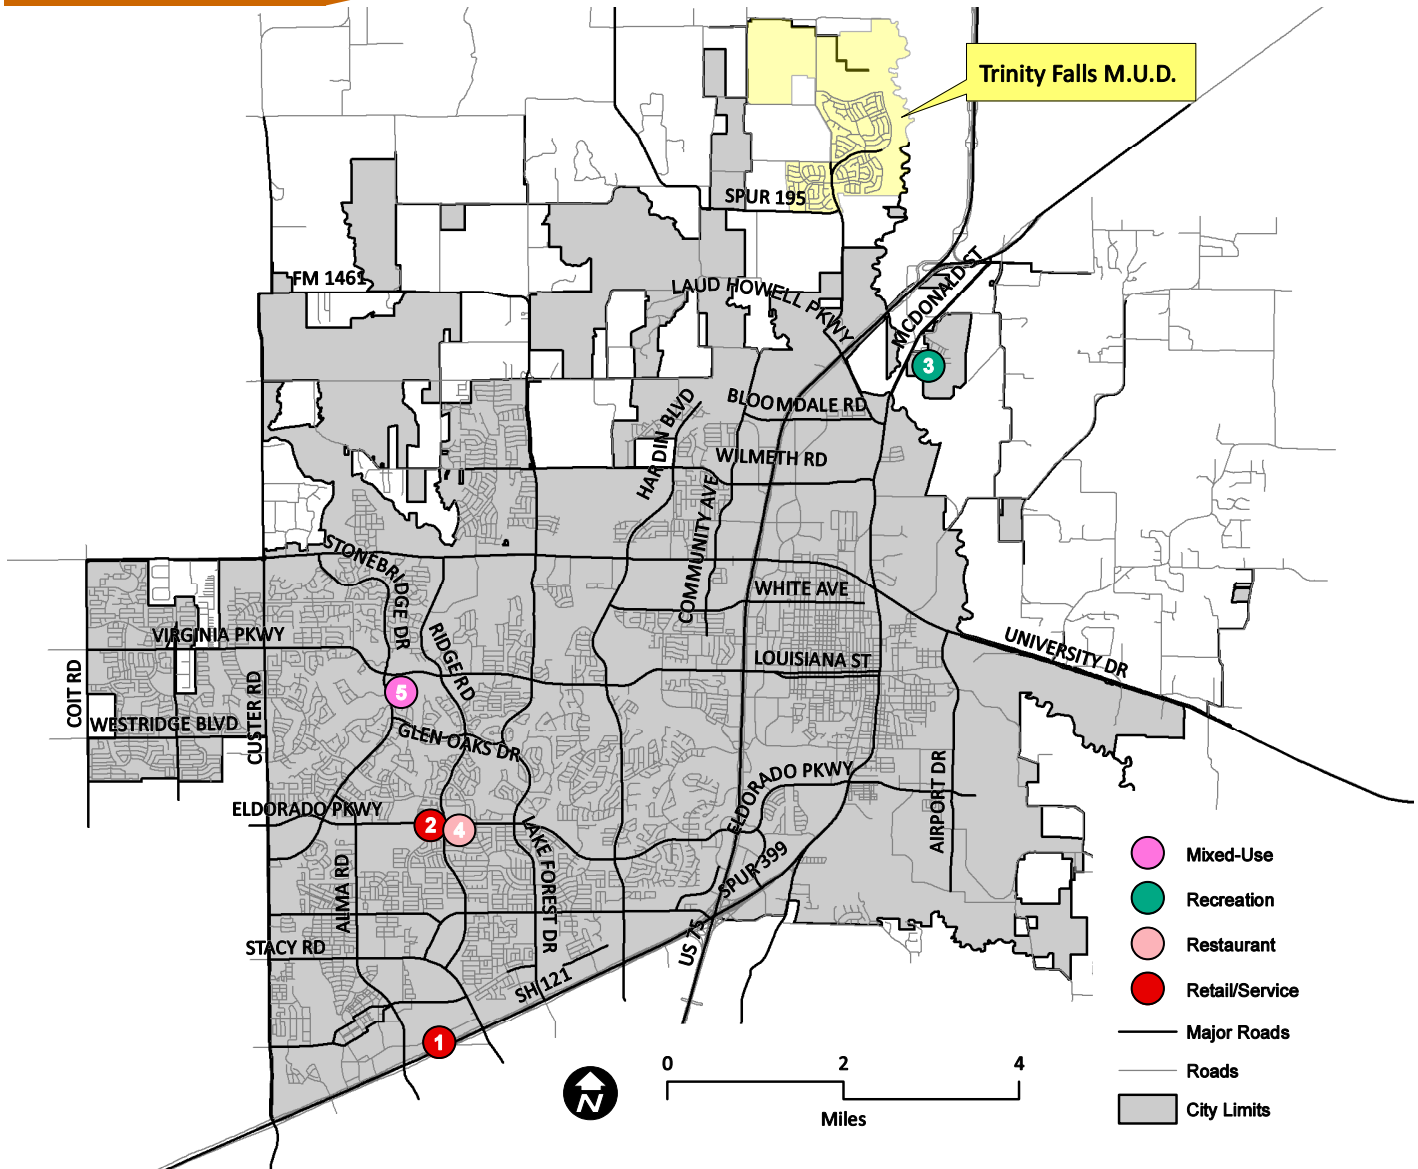 Trinity Falls M.U.D.
SPUR 195
FM 1461
LAUD HOWELL PKWY
MCDONALD ST
3
BLOOMDALE RD
HARDIN BLVD
WILMETH RD
COMMUNITY AVE
STONEBRIDGE DR
WHITE AVE
VIRGINIA PKWY
RIDGE RD
UNIVERSITY DR
LOUISIANA ST
COIT RD
5
CUSTER RD
WESTRIDGE BLVD
GLEN OAKS DR
ELDORADO PKWY
AIRPORT DR
ELDORADO PKWY
2
4
LAKE FOREST DR
ALMA RD
SPUR 399
STACY RD
US 75
SH 121
1
Mixed-Use
Recreation
Restaurant
Retail/Service
Major Roads
Roads
City Limits
0 2 4
Miles
N